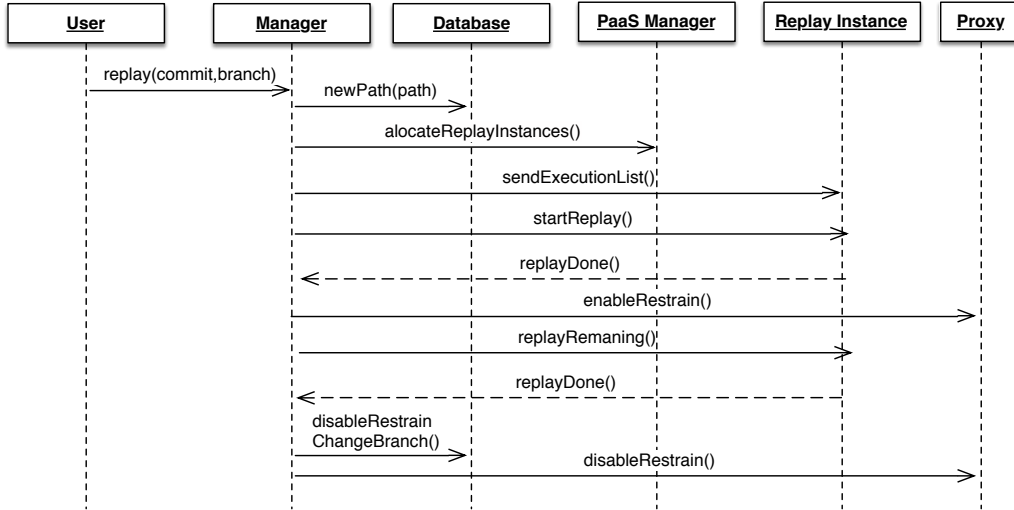 User
Manager
Database
PaaS Manager
Replay Instance
Proxy
replay(commit,branch)
newPath(path)
alocateReplayInstances()
sendExecutionList()
startReplay()
replayDone()
enableRestrain()
replayRemaning()
replayDone()
disableRestrain
ChangeBranch()
disableRestrain()